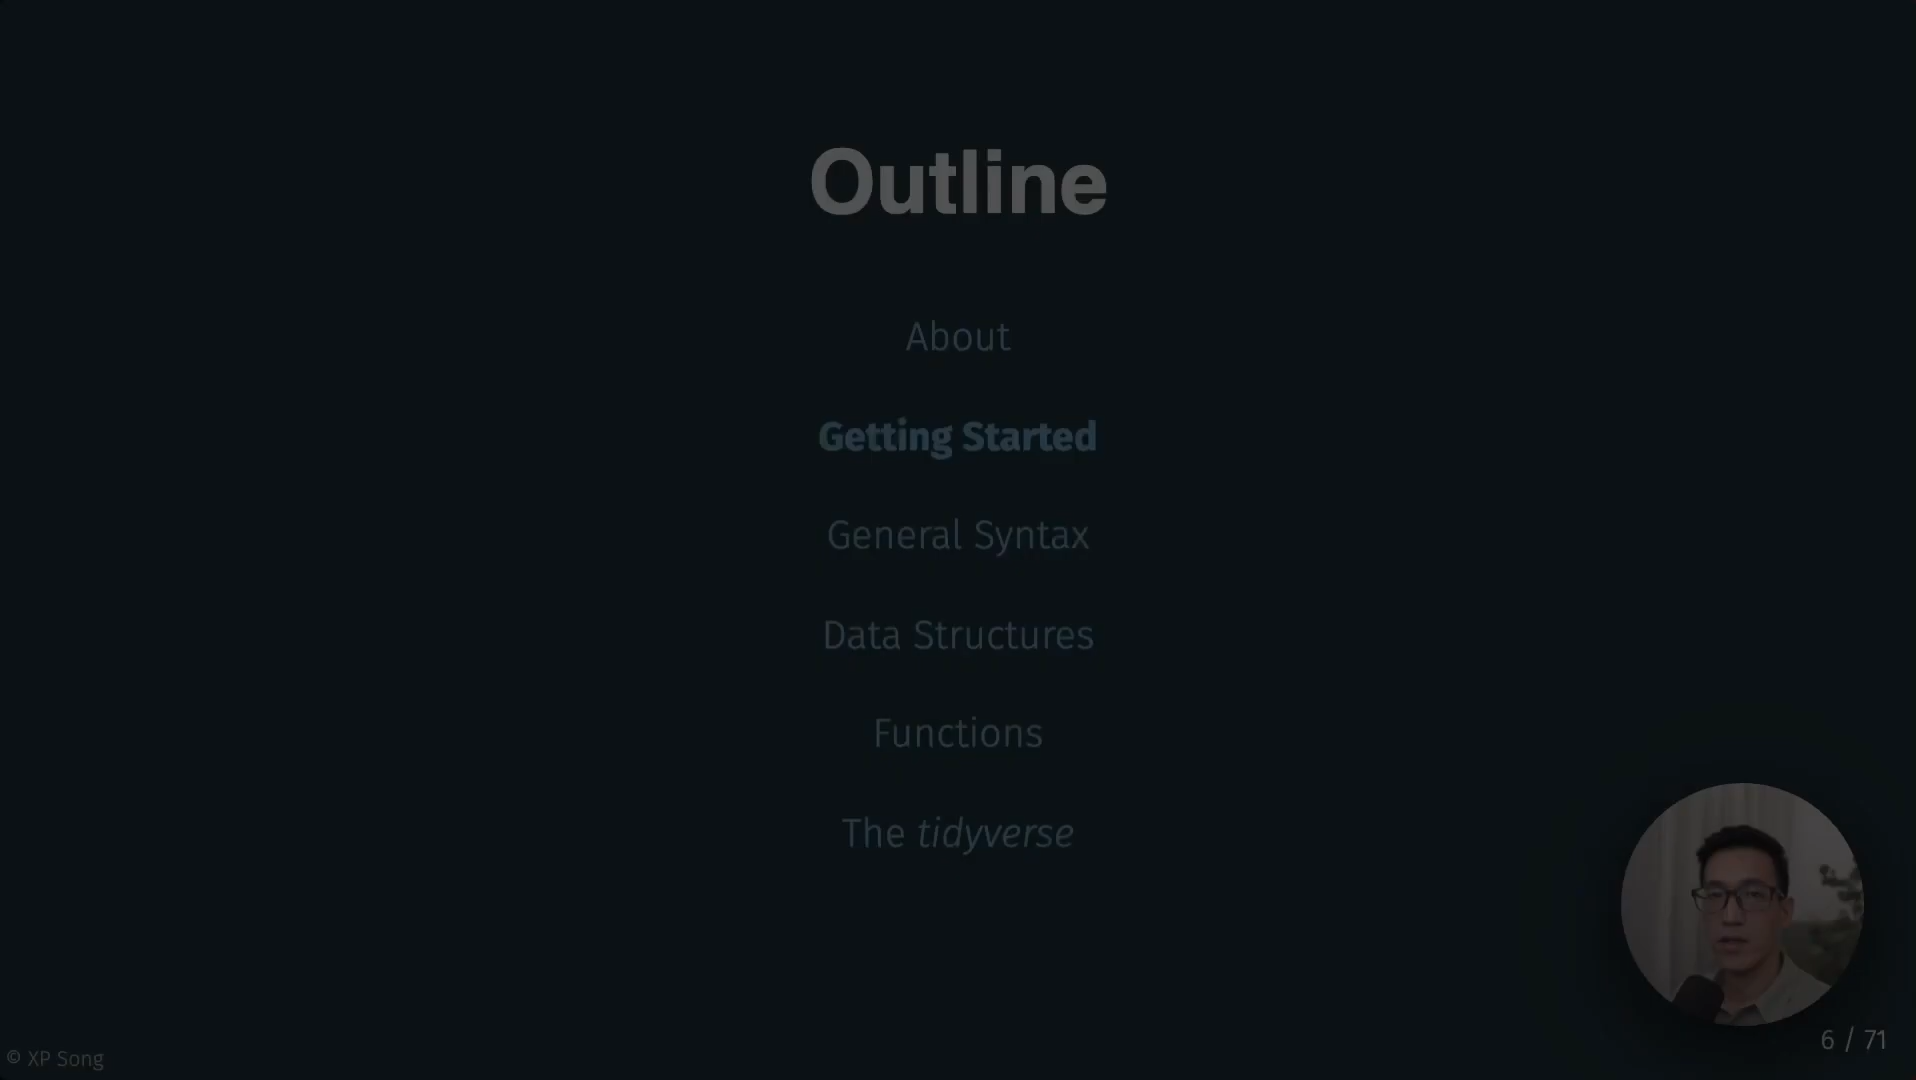 Outline
About
Getting Started
General Syntax
Data Structures
Functions
The tidyverse
6 / 71
© XP Song